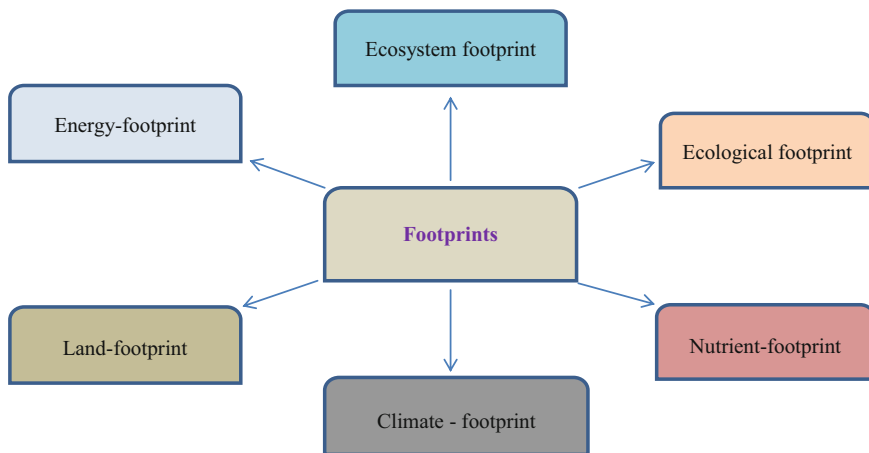 Ecosystem footprint
Energy-footprint
Ecological footprint
Footprints
Land-footprint
Nutrient-footprint
Climate - footprint